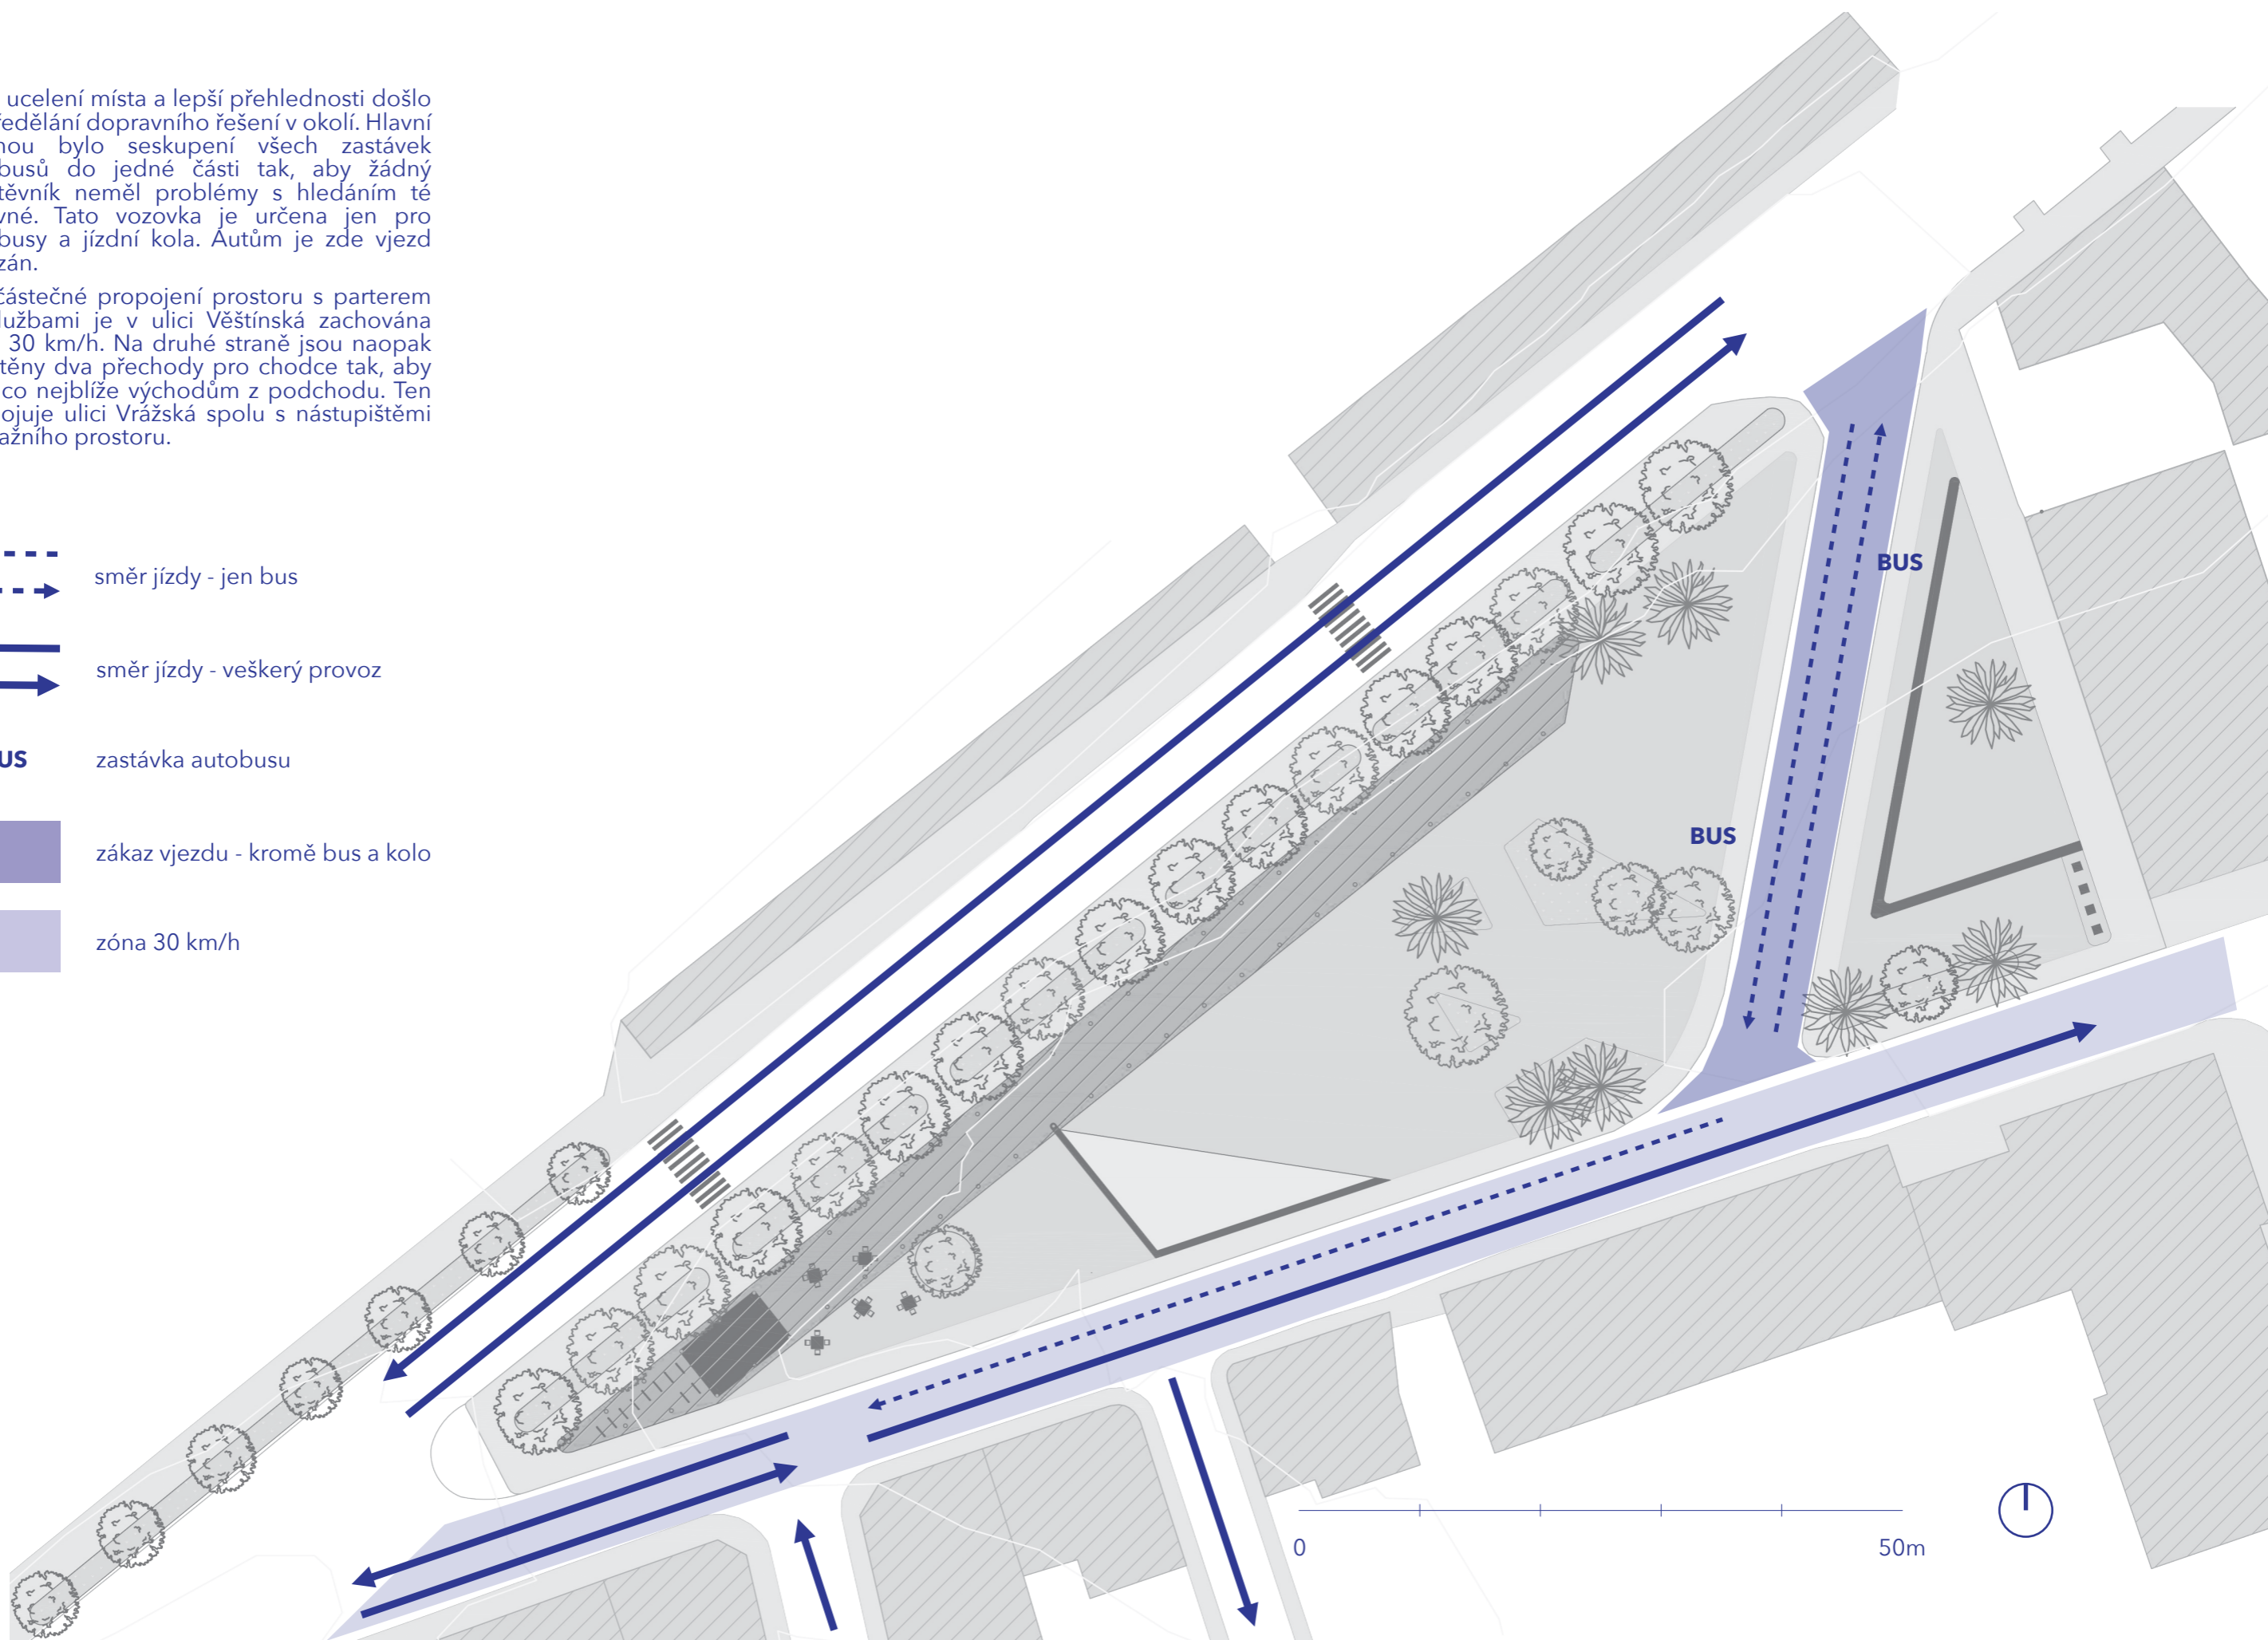 ucelení místa a lepší přehlednosti došlo
ředělání dopravního řešení v okolí. Hlavní
nou bylo seskupení všech zastávek
busů do jedné části tak, aby žádný
těvník neměl problémy s hledáním té
vné. Tato vozovka je určena jen pro
busy a jízdní kola. Autům je zde vjezd
zán.
částečné propojení prostoru s parterem
lužbami je v ulici Věštínská zachována
30 km/h. Na druhé straně jsou naopak
těny dva přechody pro chodce tak, aby
co nejblíže východům z podchodu. Ten
ojuje ulici Vrážská spolu s nástupištěmi
ažního prostoru.
směr jízdy - jen bus
směr jízdy - veškerý provoz
US zastávka autobusu
zákaz vjezdu - kromě bus a kolo
zóna 30 km/h
BUS
BUS
0 50m